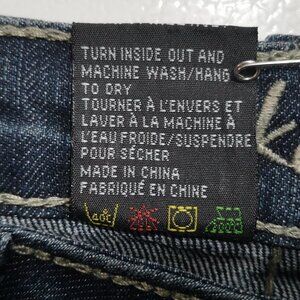 TURN INSIDE OUT AND
MACHINE WASH/HANG
TO DRY
TOURNER À L'ENVERS ET
LAVER À LA MACHINE À
L'EAU FROIDE/SUSPENDRE
POUR SÉCHER
MADE IN CHINA
FABRIQUÉ EN CHINE